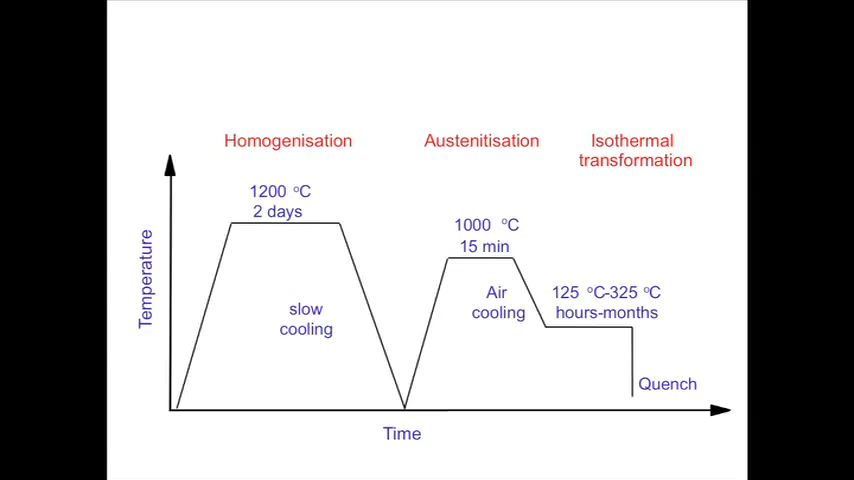 Homogenisation
Austenitisation
Isothermal
transformation
1200 °C
2 days
1000 °C
15 min
Temperature
slow
cooling
Air
cooling
125 °C-325 °C
hours-months
Quench
Time